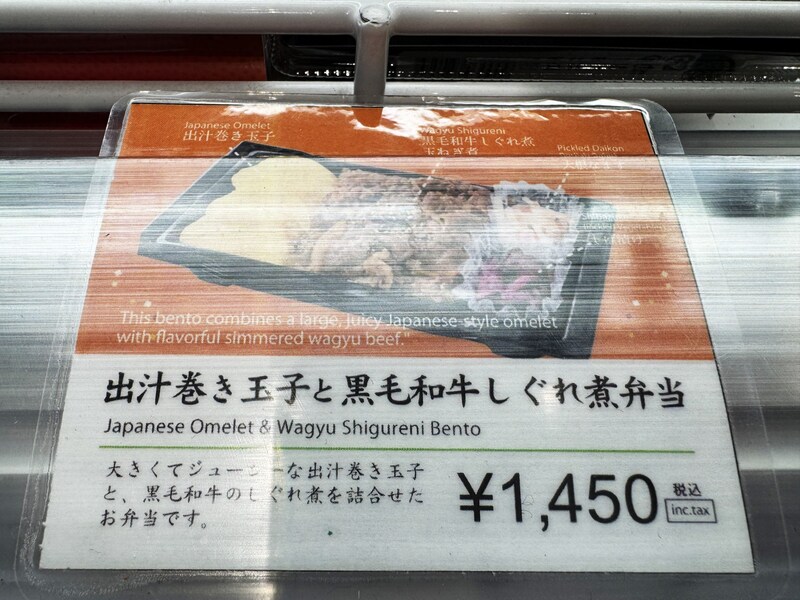 Japanese Omelet
出汁巻き玉子
Wagyu Shigureni
黒毛和牛しぐれ煮
玉ねぎ煮
Pickled Daikon
This bento combines a large, juicy Japanese-style omelet
with flavorful simmered wagyu beef."
出汁巻き玉子と黒毛和牛しぐれ煮弁当
Japanese Omelet & Wagyu Shigureni Bento
大きくてジューシーな出汁巻き玉子
と、黒毛和牛のしぐれ煮を詰合せた
お弁当です。
¥1,450
税込
inc.tax